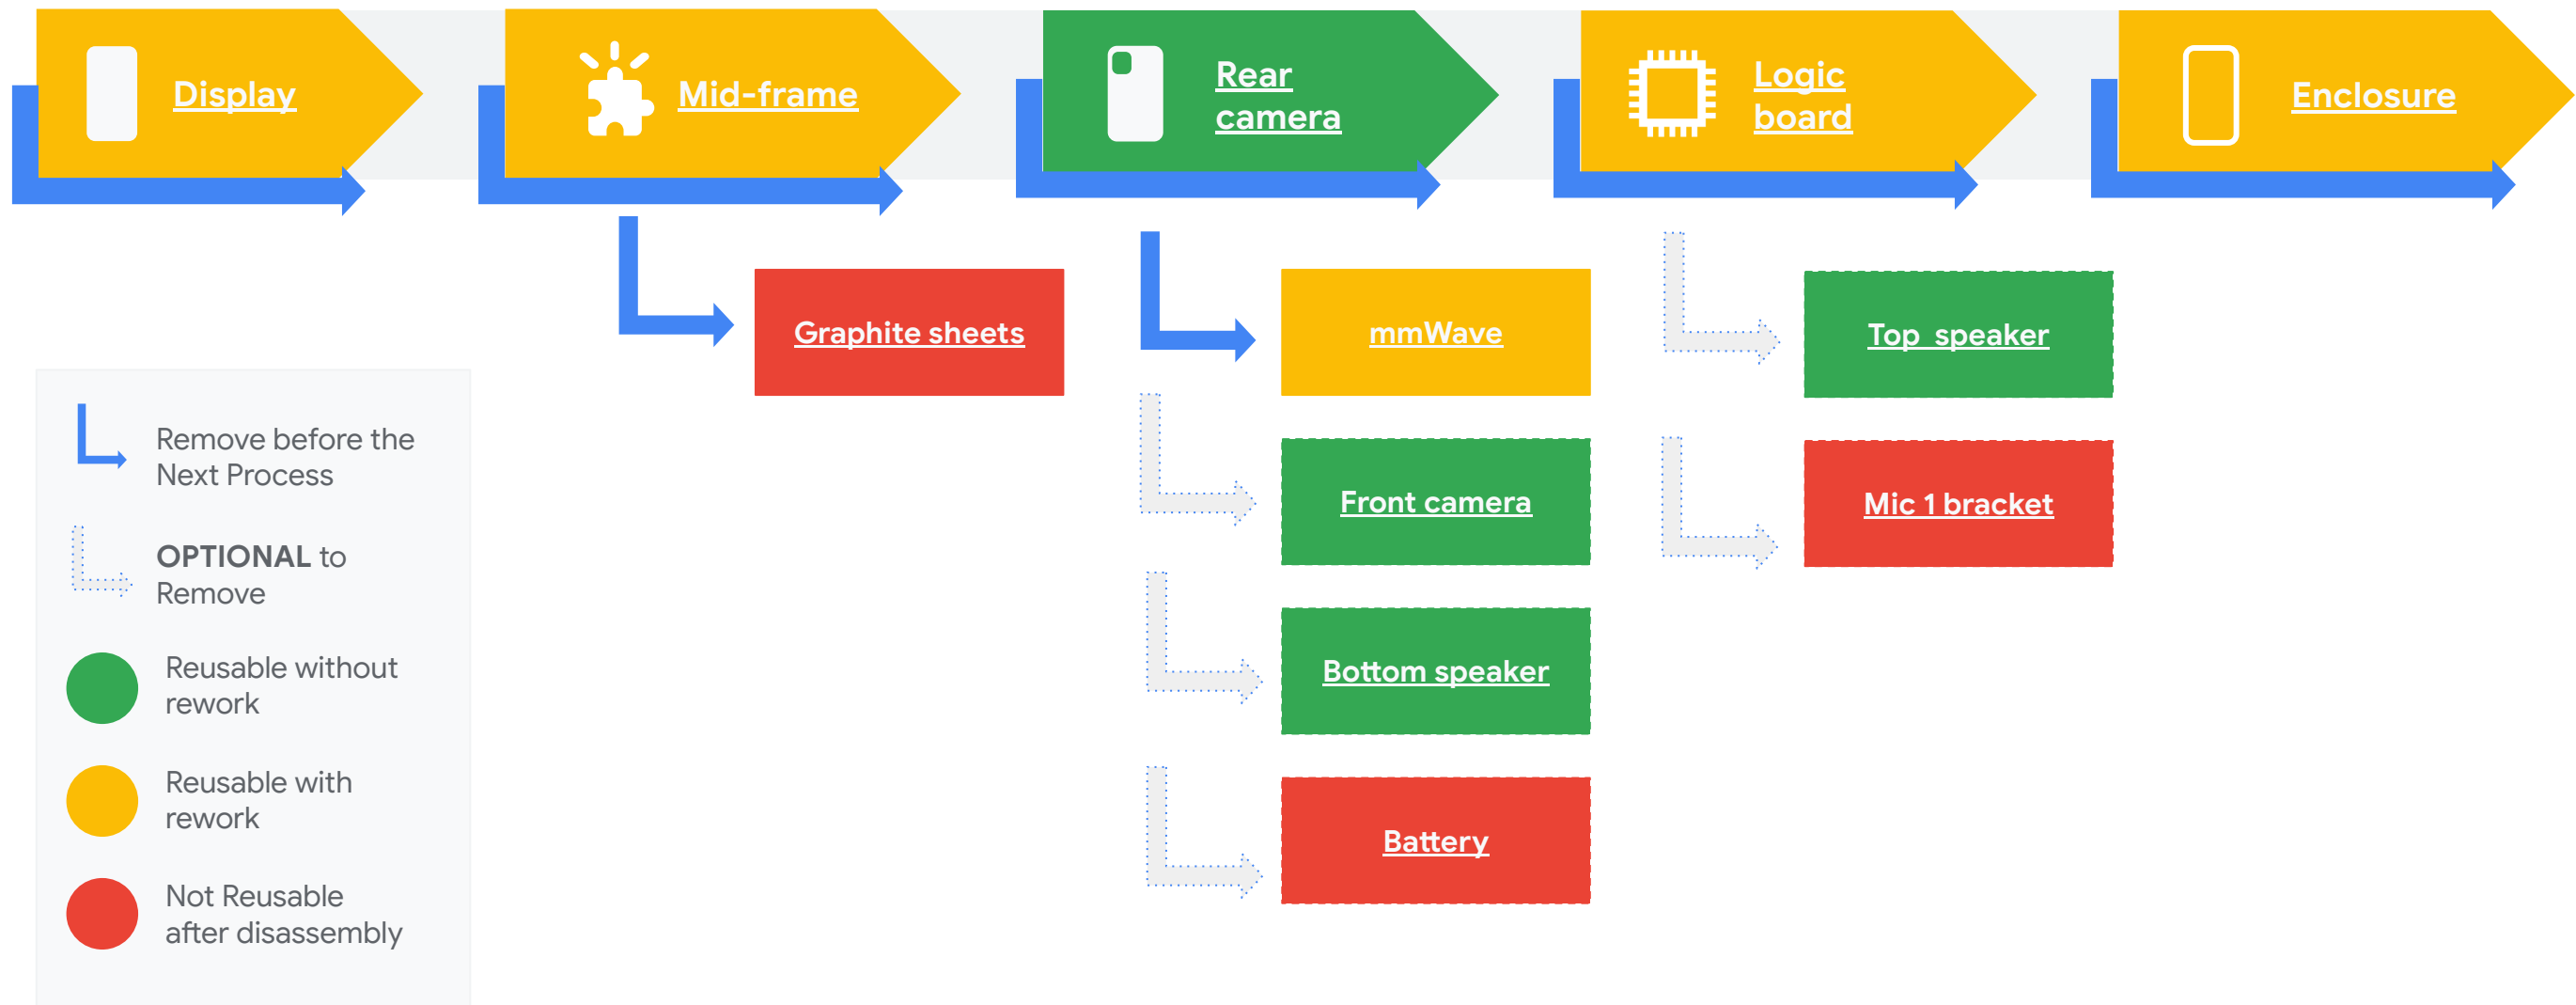 Display
Mid-frame
Rear
camera
Logic
board
Enclosure
Graphite sheets
mmWave
Front camera
Bottom speaker
Battery
Top speaker
Mic 1 bracket
Remove before the
Next Process
OPTIONAL to
Remove
Reusable without
rework
Reusable with
rework
Not Reusable
after disassembly